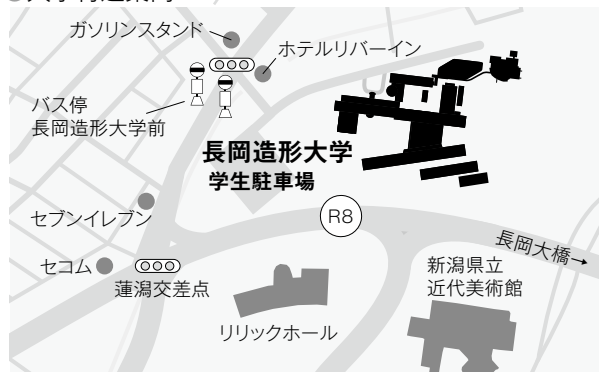 ガソリンスタンド
ホテルリバーイン
バス停
長岡造形大学前
長岡造形大学
学生駐車場
セブンイレブン
R8
長岡大橋→
セコム
蓮潟交差点
新潟県立
近代美術館
リリックホール